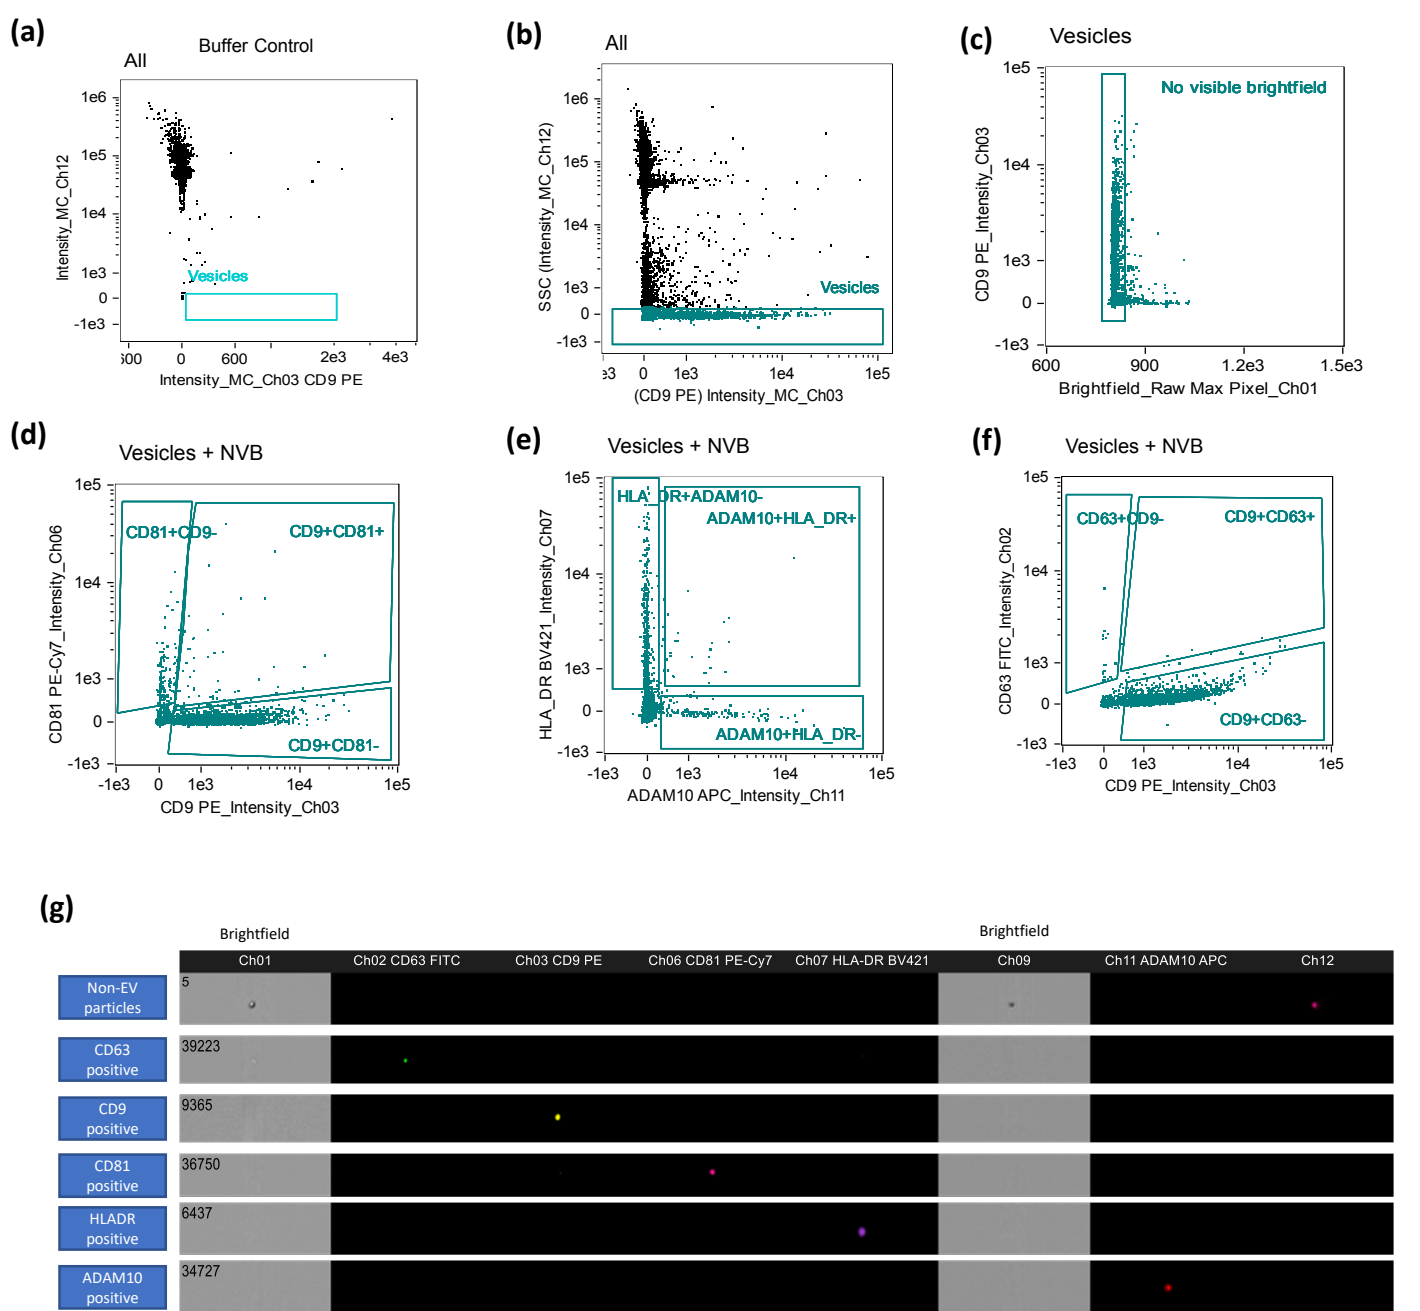 (a)
Buffer Control
All
1e6
1e5
1e4
1e3
0
-1e3
Intensity_MC_Ch12
Vesicles
0
600
2e3
4e3
Intensity_MC_Ch03 CD9 PE
(b)
All
1e6
1e5
1e4
1e3
0
-1e3
SSC (Intensity_MC_Ch12)
Vesicles
0
1e3
1e4
1e5
(CD9 PE) Intensity_MC_Ch03
(c)
Vesicles
1e5
1e4
1e3
0
-1e3
CD9 PE_Intensity_Ch03
No visible brightfield
600
900
1.2e3
1.5e3
Brightfield_Raw Max Pixel_Ch01
(d)
Vesicles + NVB
1e5
1e4
1e3
0
-1e3
CD81 PE-Cy7_Intensity_Ch06
CD81+CD9-
CD9+CD81+
CD9+CD81-
-1e3
0
1e3
1e4
1e5
CD9 PE_Intensity_Ch03
(e)
Vesicles + NVB
1e5
1e4
1e3
0
-1e3
HLA_DR BV421_Intensity_Ch07
HLA_DR+ADAM10-
ADAM10+HLA_DR+
ADAM10+HLA_DR-
-1e3
0
1e3
1e4
1e5
ADAM10 APC_Intensity_Ch11
(f)
Vesicles + NVB
1e5
1e4
1e3
0
-1e3
CD63 FITC_Intensity_Ch02
CD63+CD9-
CD9+CD63+
CD9+CD63-
-1e3
0
1e3
1e4
1e5
CD9 PE_Intensity_Ch03
(g)
Brightfield
Brightfield
Ch01
Ch02 CD63 FITC
Ch03 CD9 PE
Ch06 CD81 PE-Cy7
Ch07 HLA-DR BV421
Ch09
Ch11 ADAM10 APC
Ch12
Non-EV
particles
5
CD63
positive
39223
CD9
positive
9365
CD81
positive
36750
HLADR
positive
6437
ADAM10
positive
34727